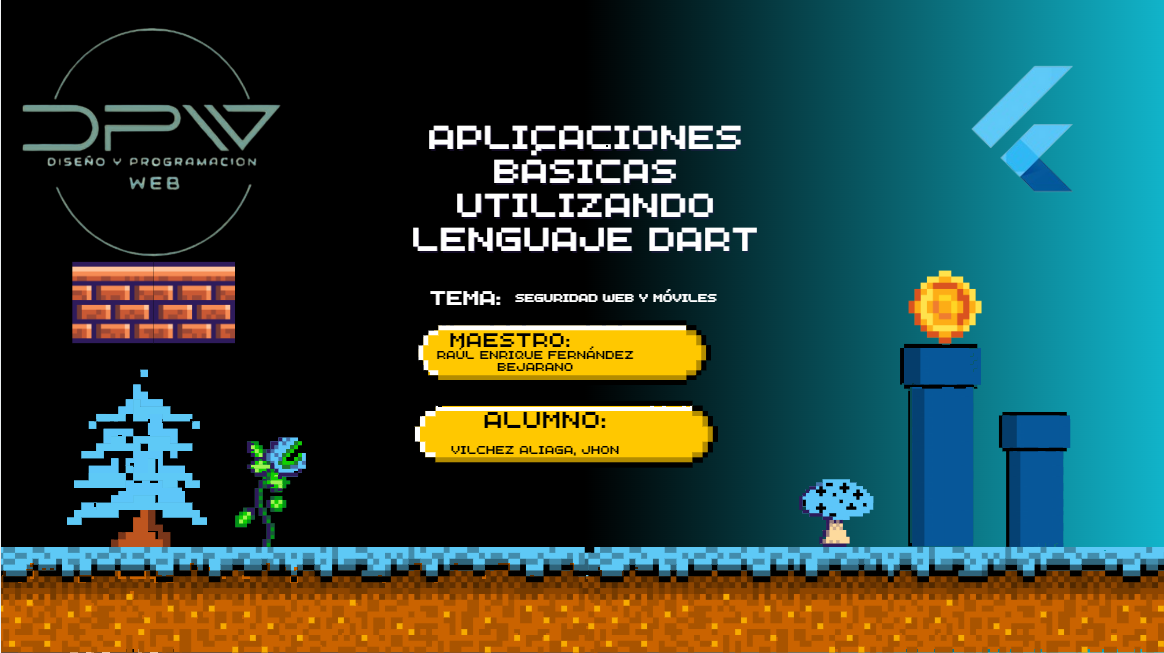 DPW
DISEÑO Y PROGRAMACION
WEB
APLICACIONES
BÁSICAS
UTILIZANDO
LENGUAJE DART
TEMA: SEGURIDAD WEB Y MÓVILES
MAESTRO:
RAÚL ENRIQUE FERNÁNDEZ
BEJARANO
ALUMNO:
VILCHEZ ALIAGA, JHON